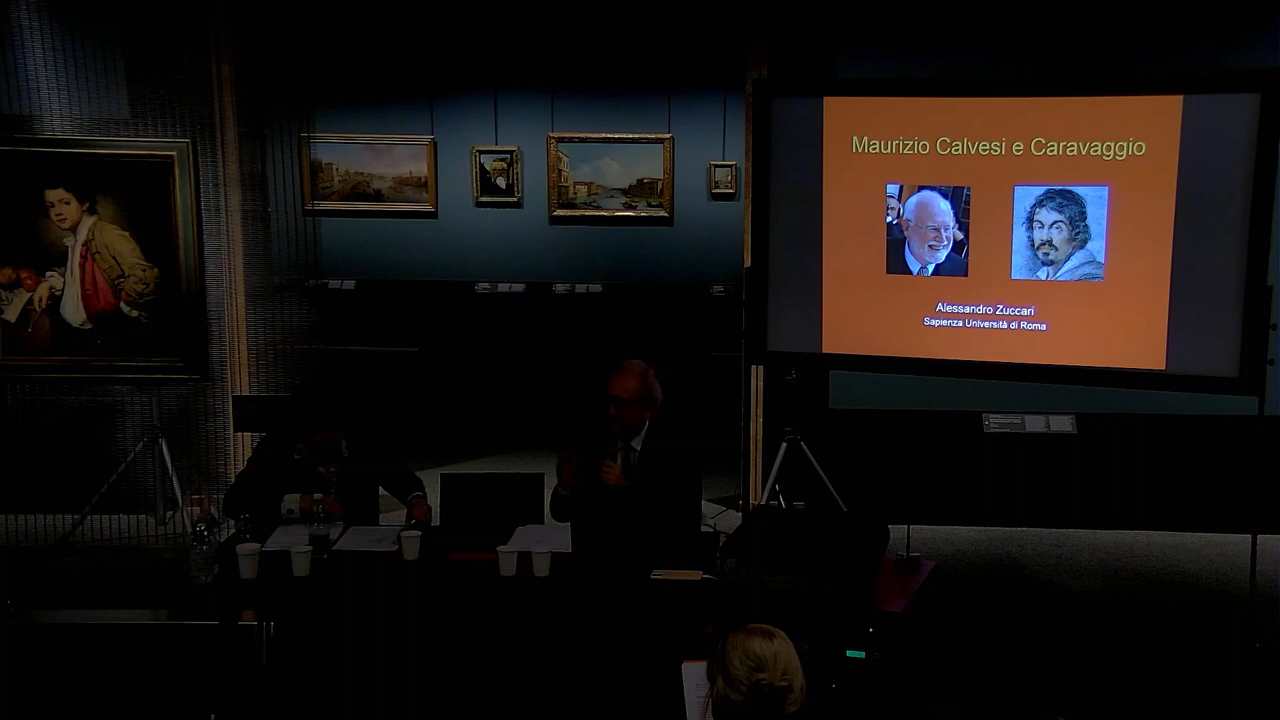 Maurizio Calvesi e Caravaggio
Alessandro Zuccari
Sapienza Università di Roma